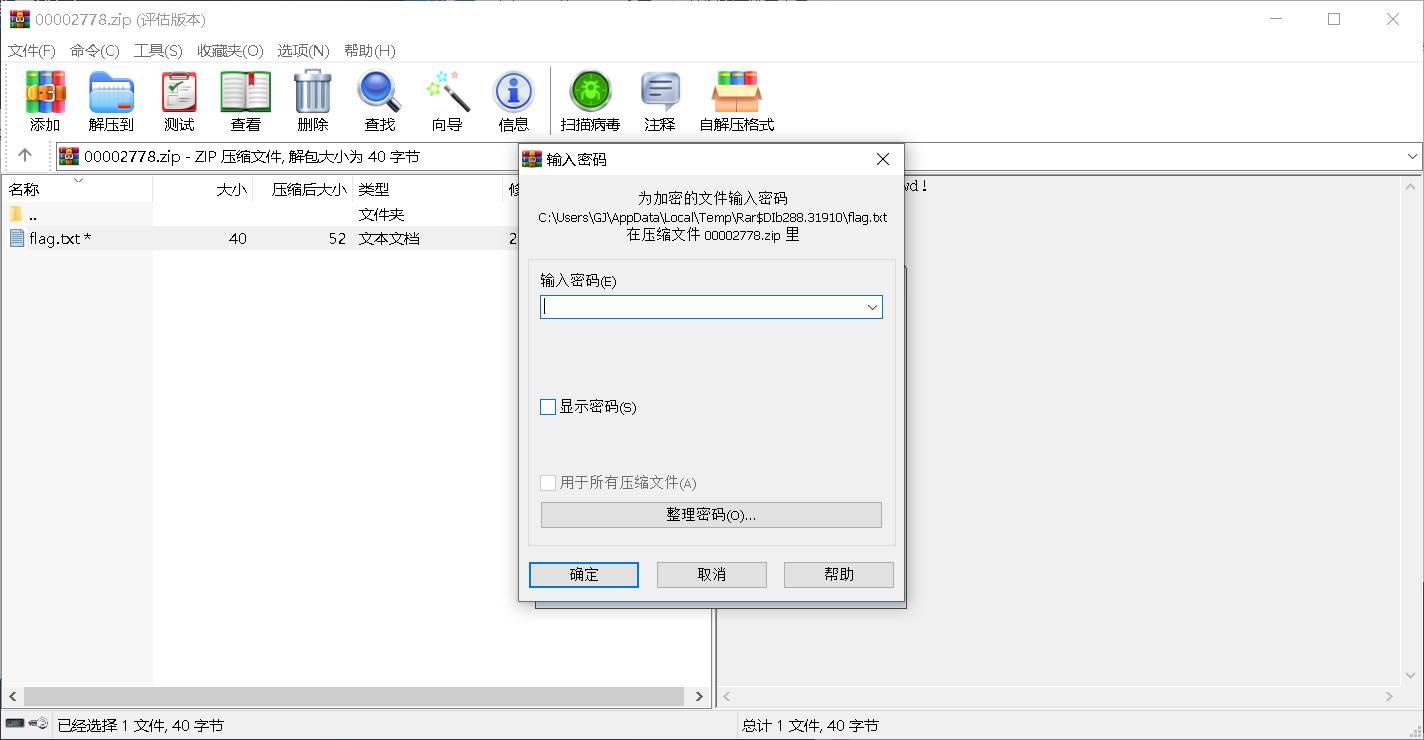 00002778.zip (评估版本)
文件(F) 命令(C) 工具(S) 收藏夹(O) 选项(N) 帮助(H)
添加 解压到 测试 查看 删除 查找 向导 信息 扫描病毒 注释 自解压格式
00002778.zip - ZIP 压缩文件, 解包大小为 40 字节
名称 大小 压缩后大小 类型
.. 文件夹
flag.txt * 40 52 文本文档 2
输入密码
为加密的文件输入密码
C:\Users\GJ\AppData\Local\Temp\Rar$DIb288.31910\flag.txt
在压缩文件 00002778.zip 里
输入密码(E)
显示密码(S)
用于所有压缩文件(A)
整理密码(O)...
确定 取消 帮助
已经选择 1 文件, 40 字节
总计 1 文件, 40 字节